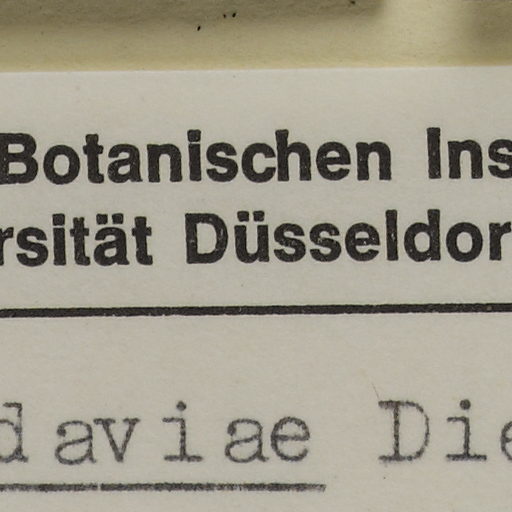 Botanischen Ins
rsität Düsseldor
daviae Die